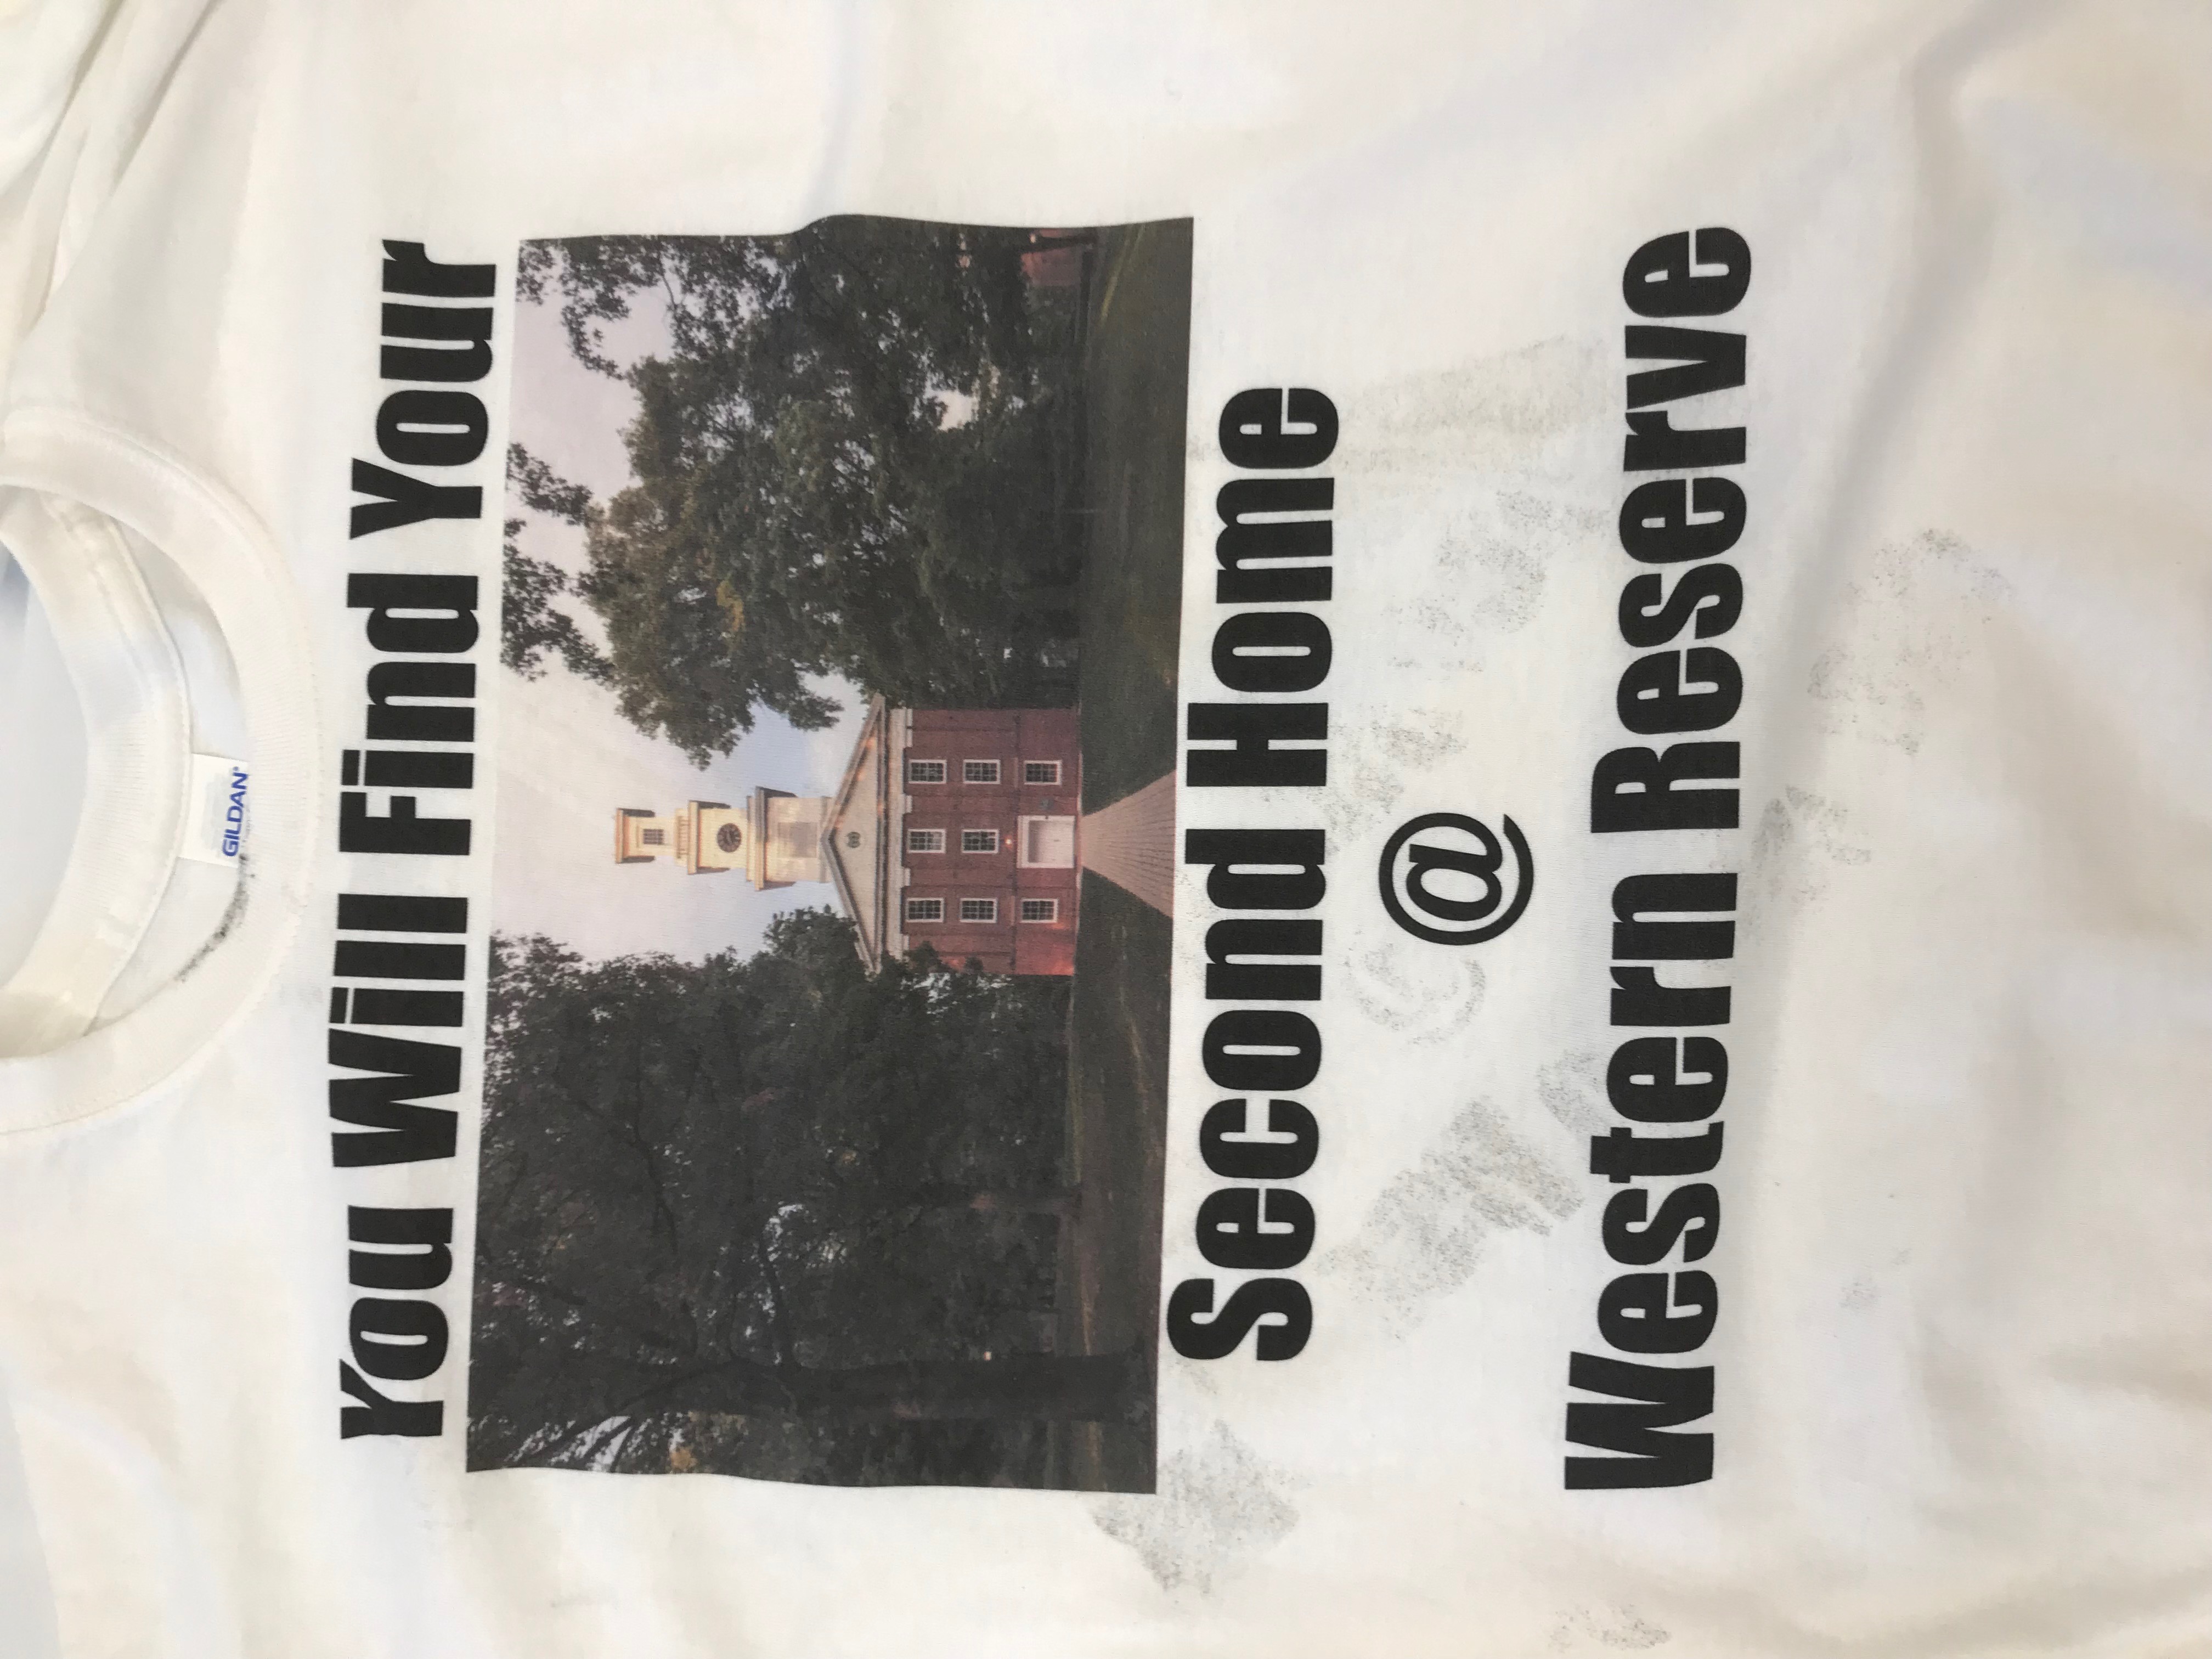 GILDAN®
You Will Find Your
Second Home
@
Western Reserve